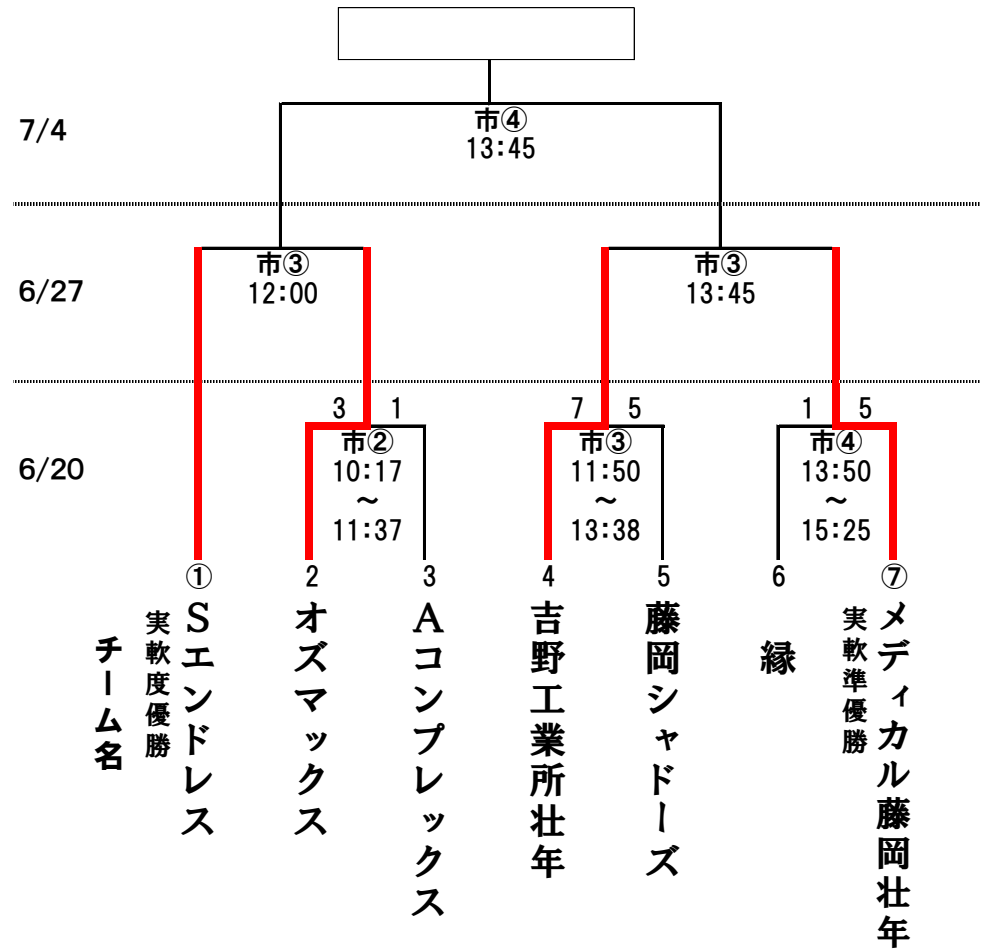 7/4
市④
13:45
6/27
市③
12:00
市③
13:45
6/20
3 1
市②
10:17
～
11:37
7 5
市③
11:50
～
13:38
1 5
市④
13:50
～
15:25
① 2 3 4 5 6 ⑦
チーム名
実軟度優勝
Sエンドレス
オズマックス
Aコンプレックス
吉野工業所壮年
藤岡シャドーズ
縁
実軟準優勝
メディカル藤岡壮年